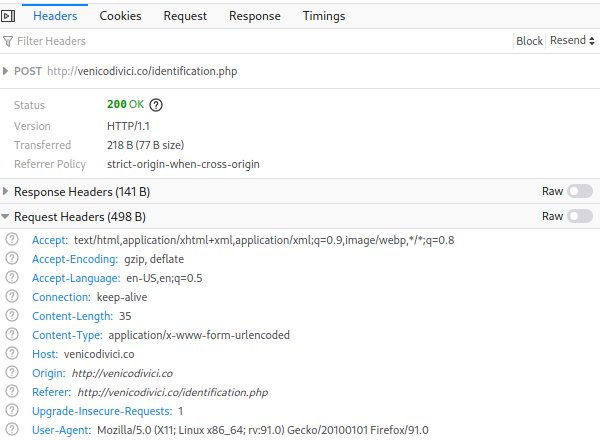 Headers Cookies Request Response Timings
Filter Headers Block Resend
POST http://venicodivici.co/identification.php
Status 200 OK ?
Version HTTP/1.1
Transferred 218 B (77 B size)
Referrer Policy strict-origin-when-cross-origin
Response Headers (141 B) Raw
Request Headers (498 B) Raw
? Accept: text/html,application/xhtml+xml,application/xml;q=0.9,image/webp,*/*;q=0.8
? Accept-Encoding: gzip, deflate
? Accept-Language: en-US,en;q=0.5
? Connection: keep-alive
? Content-Length: 35
? Content-Type: application/x-www-form-urlencoded
? Host: venicodivici.co
? Origin: http://venicodivici.co
? Referer: http://venicodivici.co/identification.php
? Upgrade-Insecure-Requests: 1
? User-Agent: Mozilla/5.0 (X11; Linux x86_64; rv:91.0) Gecko/20100101 Firefox/91.0